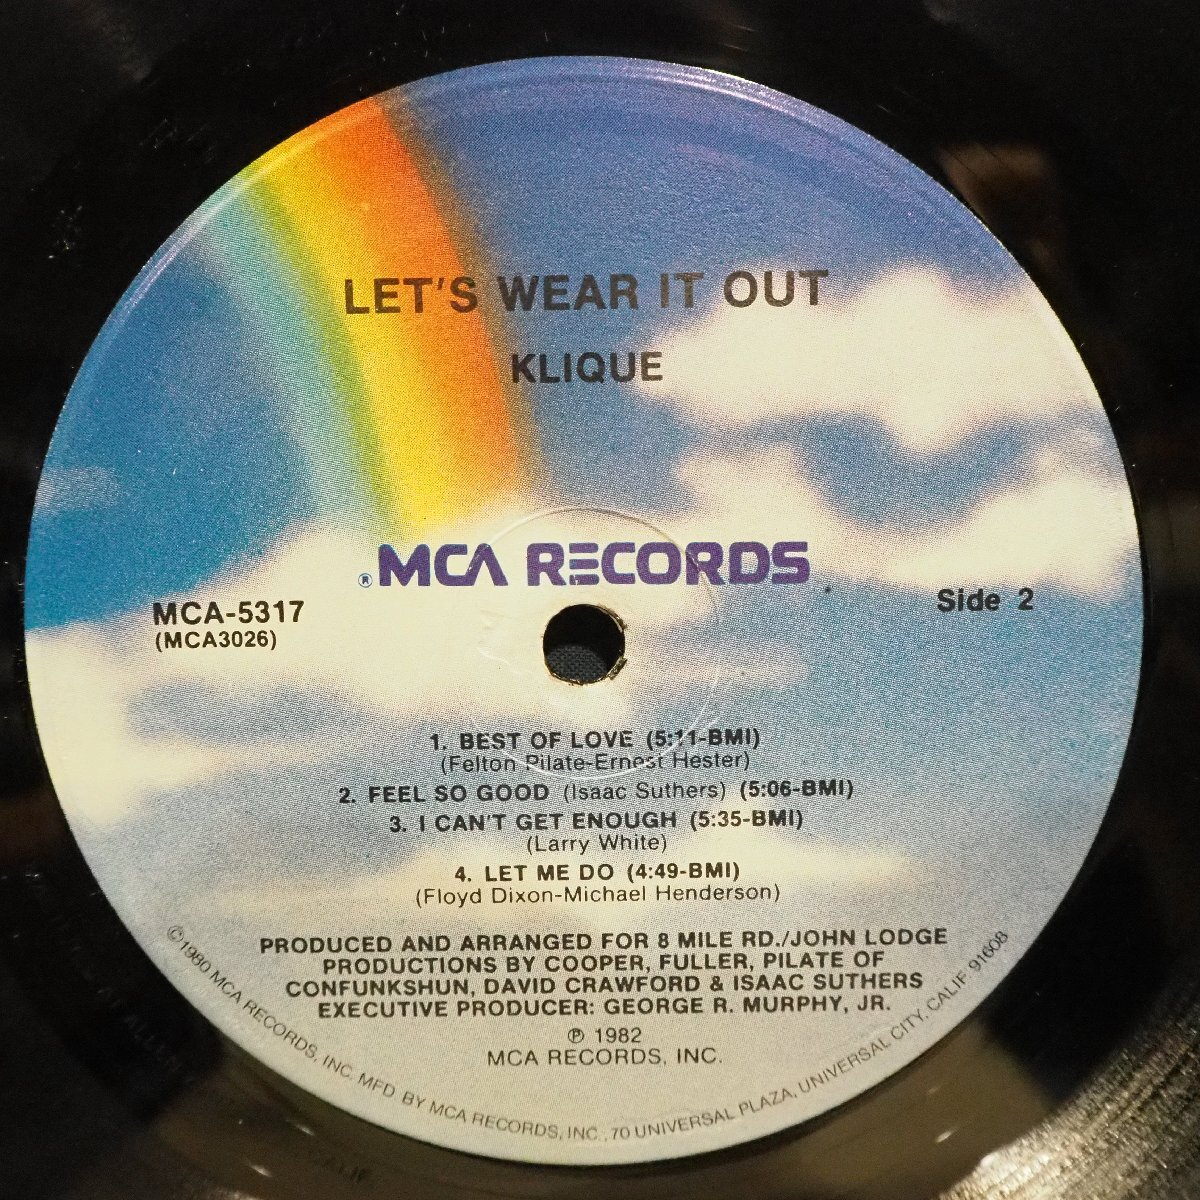 LET'S WEAR IT OUT
KLIQUE
® MCA RECORDS
MCA-5317
(MCA3026)
Side 2
1. BEST OF LOVE (5:11-BMI)
(Felton Pilate-Ernest Hester)
2. FEEL SO GOOD (Isaac Suthers) (5:06-BMI)
3. I CAN'T GET ENOUGH (5:35-BMI)
(Larry White)
4. LET ME DO (4:49-BMI)
(Floyd Dixon-Michael Henderson)
PRODUCED AND ARRANGED FOR 8 MILE RD./JOHN LODGE
PRODUCTIONS BY COOPER, FULLER, PILATE OF
CONFUNKSHUN, DAVID CRAWFORD & ISAAC SUTHERS
EXECUTIVE PRODUCER: GEORGE R. MURPHY, JR.
℗ 1982
MCA RECORDS, INC.
©1980 MCA RECORDS, INC. MFD. BY MCA RECORDS, INC., 70 UNIVERSAL PLAZA, UNIVERSAL CITY, CALIF. 91608